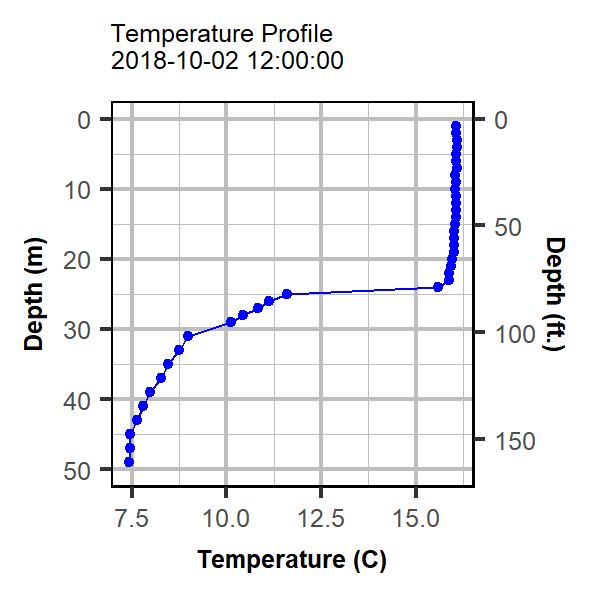 Temperature Profile
2018-10-02 12:00:00
0
10
20
30
40
50
Depth (m)
0
50
100
150
Depth (ft.)
7.5 10.0 12.5 15.0
Temperature (C)